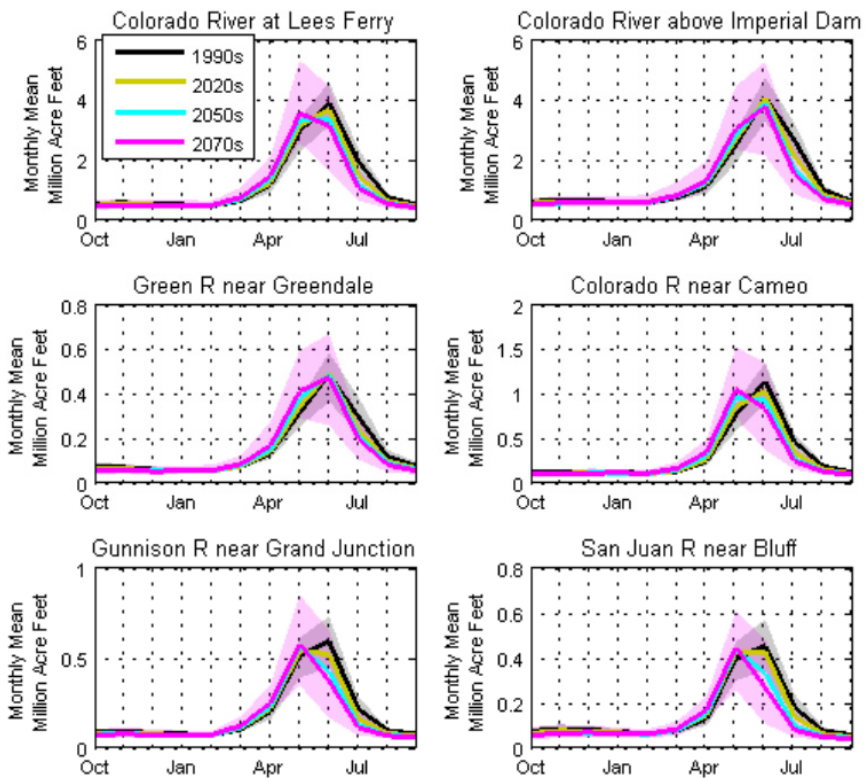 Colorado River at Lees Ferry
6
4
2
0
Monthly Mean
Million Acre Feet
1990s
2020s
2050s
2070s
Oct Jan Apr Jul
Colorado River above Imperial Dam
6
4
2
0
Monthly Mean
Million Acre Feet
Oct Jan Apr Jul
Green R near Greendale
0.8
0.6
0.4
0.2
0
Monthly Mean
Million Acre Feet
Oct Jan Apr Jul
Colorado R near Cameo
2
1.5
1
0.5
0
Monthly Mean
Million Acre Feet
Oct Jan Apr Jul
Gunnison R near Grand Junction
1
0.5
0
Monthly Mean
Million Acre Feet
Oct Jan Apr Jul
San Juan R near Bluff
0.8
0.6
0.4
0.2
0
Monthly Mean
Million Acre Feet
Oct Jan Apr Jul